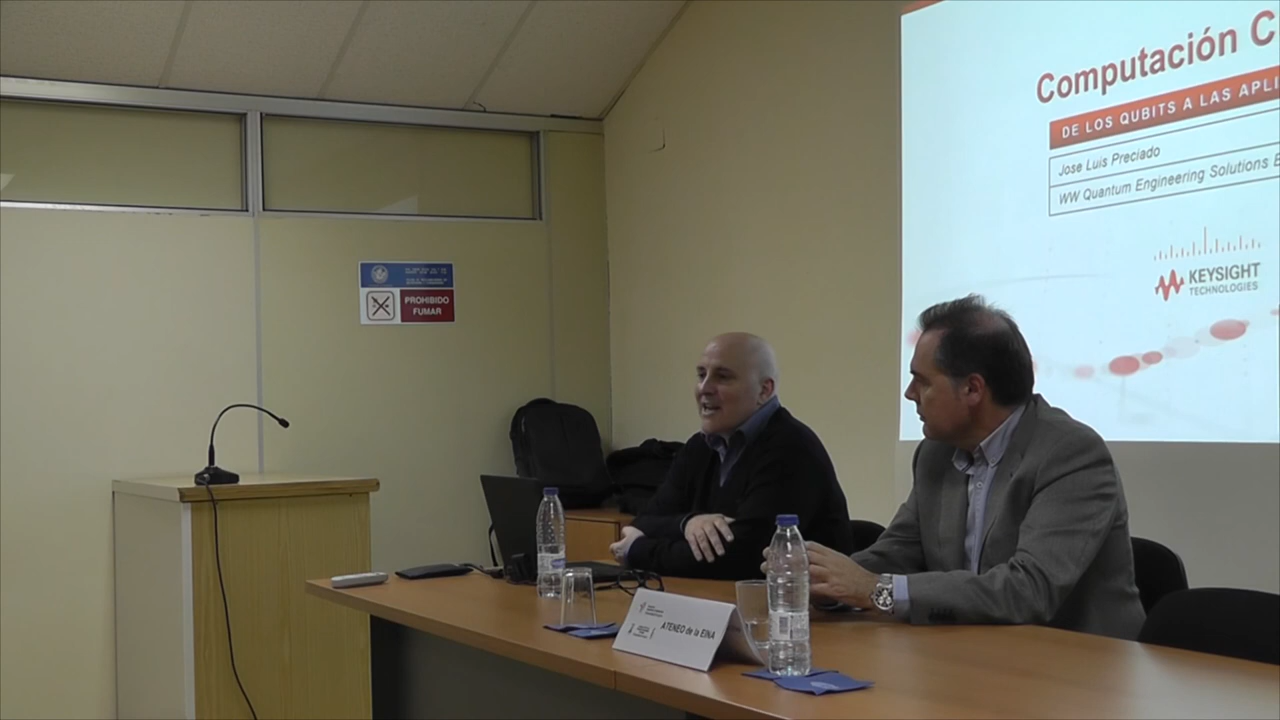 Computación C
DE LOS QUBITS A LAS APLI
Jose Luis Preciado
WW Quantum Engineering Solutions
KEYSIGHT
TECHNOLOGIES
PROHIBIDO
FUMAR
ATENEO de la EINA